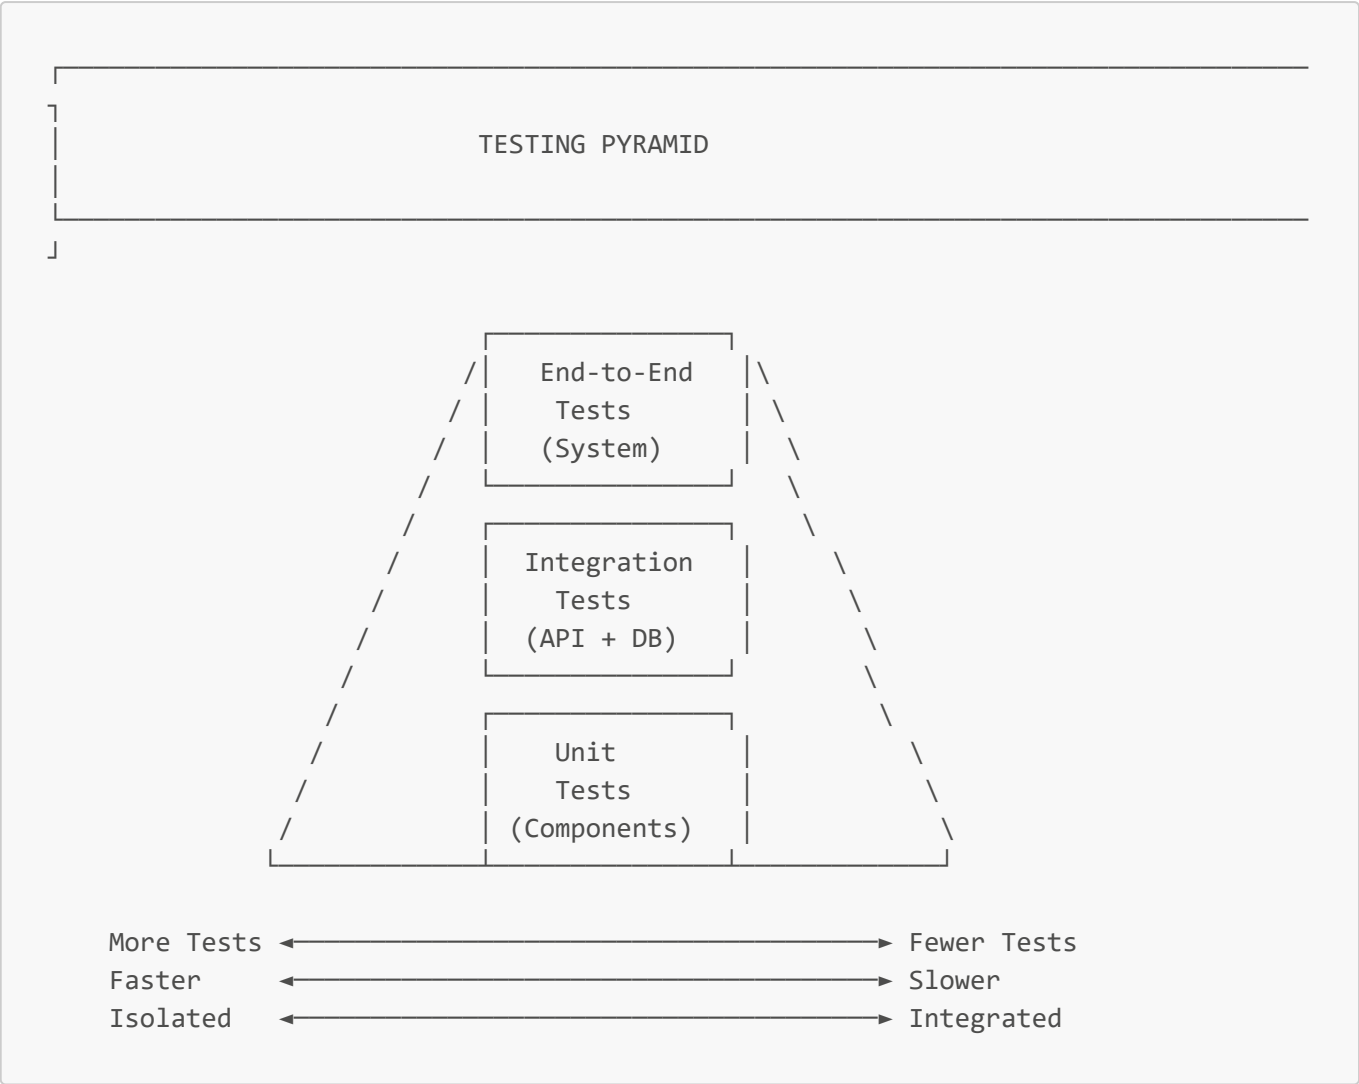 TESTING PYRAMID
End-to-End
Tests
(System)
Integration
Tests
(API + DB)
Unit
Tests
(Components)
More Tests ◄──────────────────────────────────────► Fewer Tests
Faster ◄──────────────────────────────────────► Slower
Isolated ◄──────────────────────────────────────► Integrated